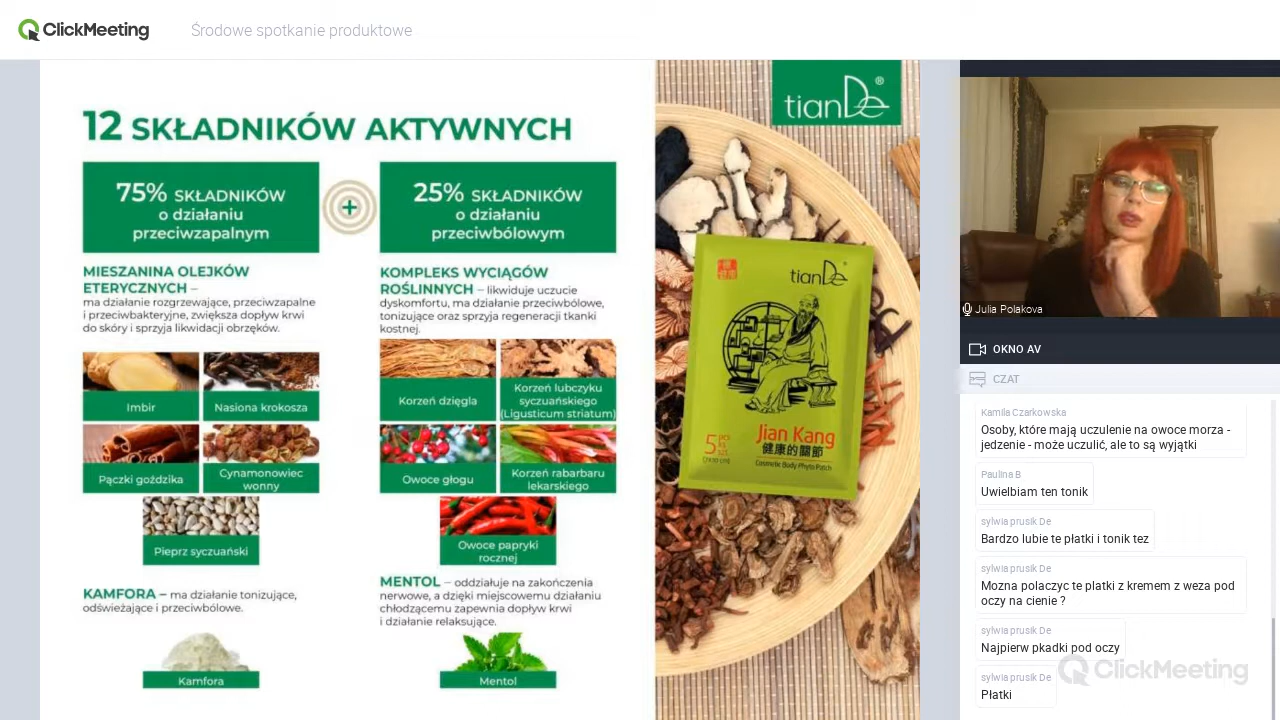 ClickMeeting
Środowe spotkanie produktowe
12 SKŁADNIKÓW AKTYWNYCH
75% SKŁADNIKÓW
o działaniu
przeciwzapalnym
25% SKŁADNIKÓW
o działaniu
przeciwbólowym
MIESZANINA OLEJKÓW
ETERYCZNYCH –
ma działanie rozgrzewające, przeciwzapalne
i przeciwbakteryjne, zwiększa dopływ krwi
do skóry i sprzyja likwidacji obrzęków.
Imbir
Nasiona krokosza
Pączki goździka
Cynamonowiec
wonny
Pieprz syczuański
KAMFORA – ma działanie tonizujące,
odświeżające i przeciwbólowe.
Kamfora
KOMPLEKS WYCIĄGÓW
ROŚLINNYCH – likwiduje uczucie
dyskomfortu, ma działanie przeciwbólowe,
tonizujące oraz sprzyja regeneracji tkanki
kostnej.
Korzeń dzięgla
Korzeń lubczyku
syczuańskiego
(Ligusticum striatum)
Owoce głogu
Korzeń rabarbaru
lekarskiego
Owoce papryki
rocznej
MENTOL – oddziałuje na zakończenia
nerwowe, a dzięki miejscowemu działaniu
chłodzącemu zapewnia dopływ krwi
i działanie relaksujące.
Mentol
tianDe®
tianDe
5 pcs
Jian Kang
健康的關節
Cosmetic Body Phyto Patch
Julia Polakova
OKNO AV
CZAT
Kamila Czarkowska
Osoby, które mają uczulenie na owoce morza -
jedzenie - może uczulić, ale to są wyjątki
Paulina B
Uwielbiam ten tonik
sylwia prusik De
Bardzo lubie te płatki i tonik tez
sylwia prusik De
Mozna polaczyc te platki z kremem z weza pod
oczy na cienie ?
sylwia prusik De
Najpierw pkadki pod oczy
sylwia prusik De
Płatki
ClickMeeting